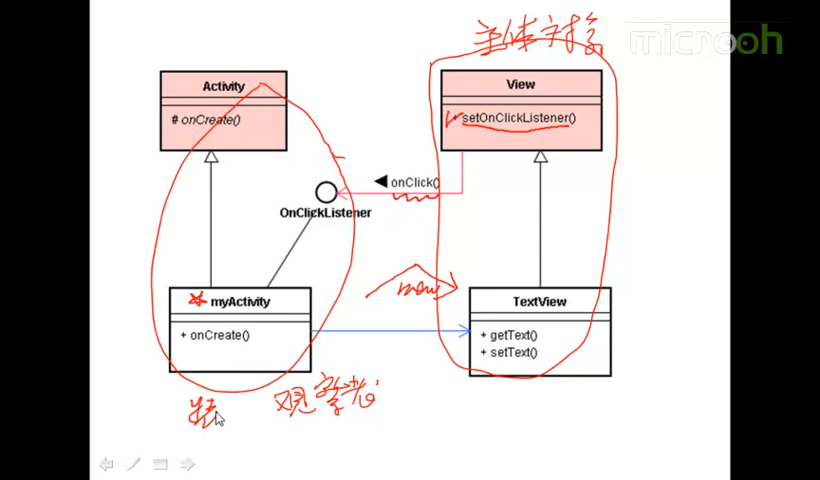 主体对象
microoh
Activity
# onCreate()
View
+ setOnClickListener()
onClick()
OnClickListener
myActivity
+ onCreate()
new
TextView
+ getText()
+ setText()
观察者